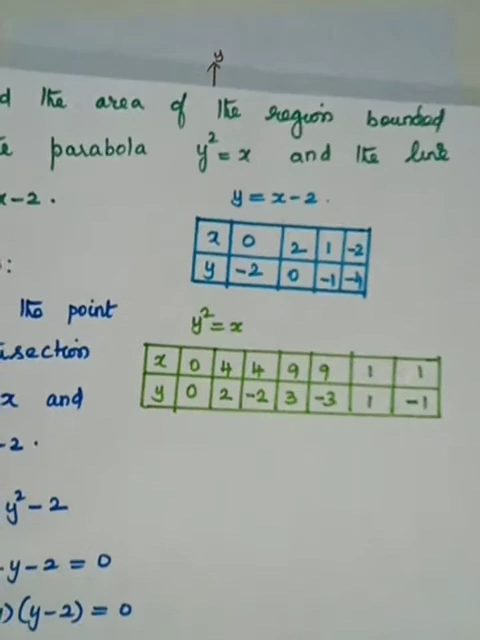 y
d the area of the region bounded
e parabola y² = x and the line
x-2.
y = x-2.
x 0 2 1 -2
y -2 0 -1 -4
:
the point
y² = x
section
x 0 4 4 9 9 1 1
x and
y 0 2 -2 3 -3 1 -1
-2.
y²-2
-y-2 = 0
)(y-2) = 0